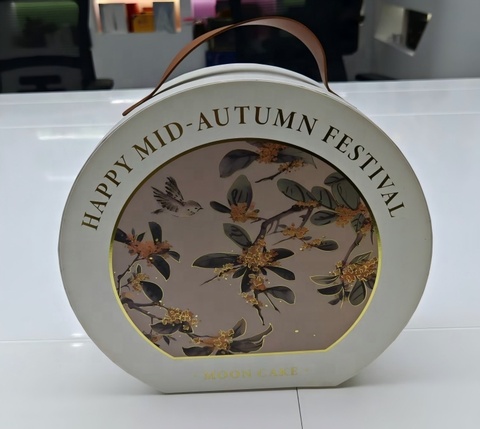 HAPPY MID-AUTUMN FESTIVAL
MOON CAKE